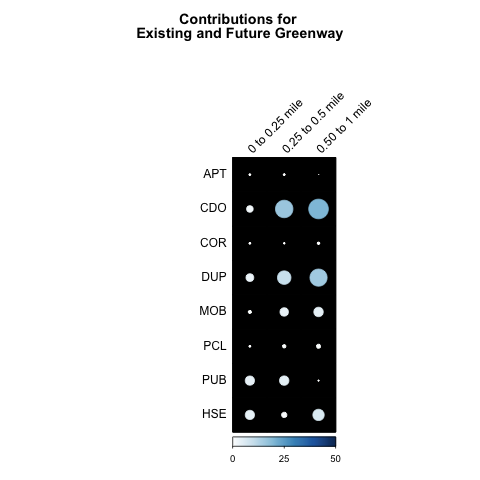 Contributions for
Existing and Future Greenway
0 to 0.25 mile
0.25 to 0.5 mile
0.50 to 1 mile
APT
CDO
COR
DUP
MOB
PCL
PUB
HSE
0 25 50